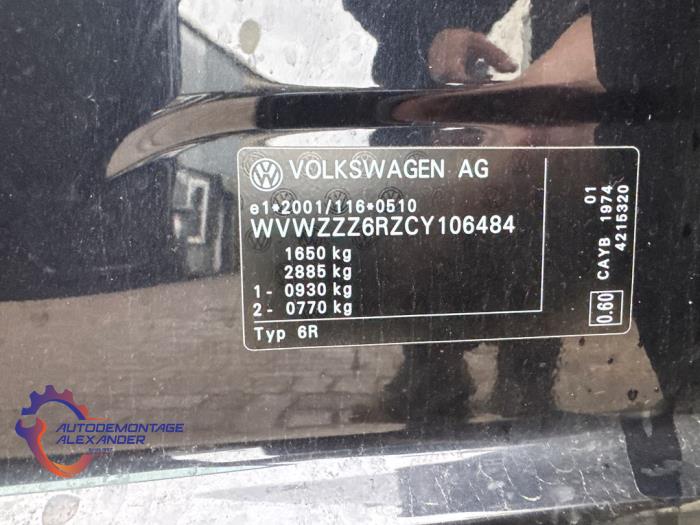 VOLKSWAGEN AG
e1*2001/116*0510
WVWZZZ6RZCY106484
1650 kg
2885 kg
1 - 0930 kg
2 - 0770 kg
Typ 6R
01
CAYB 1974
4215320
0.60
AUTODEMONTAGE
ALEXANDER